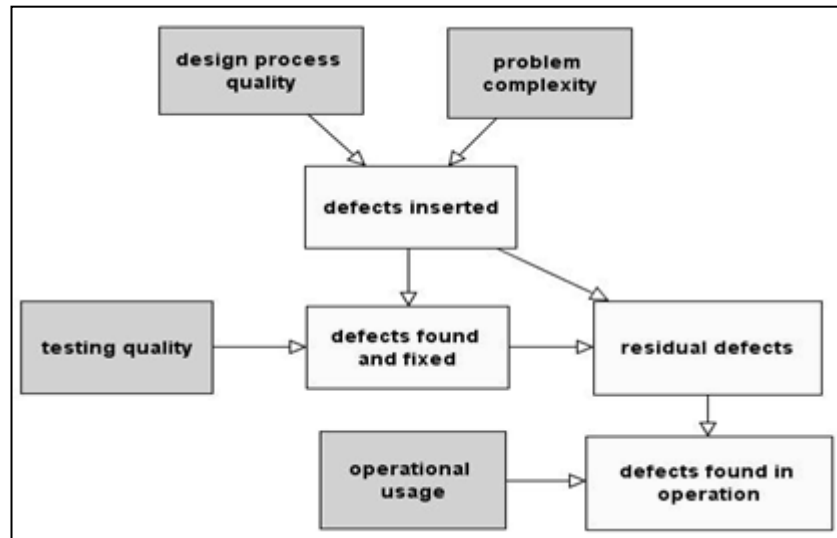 design process
quality
problem
complexity
defects inserted
testing quality
defects found
and fixed
residual defects
operational
usage
defects found in
operation